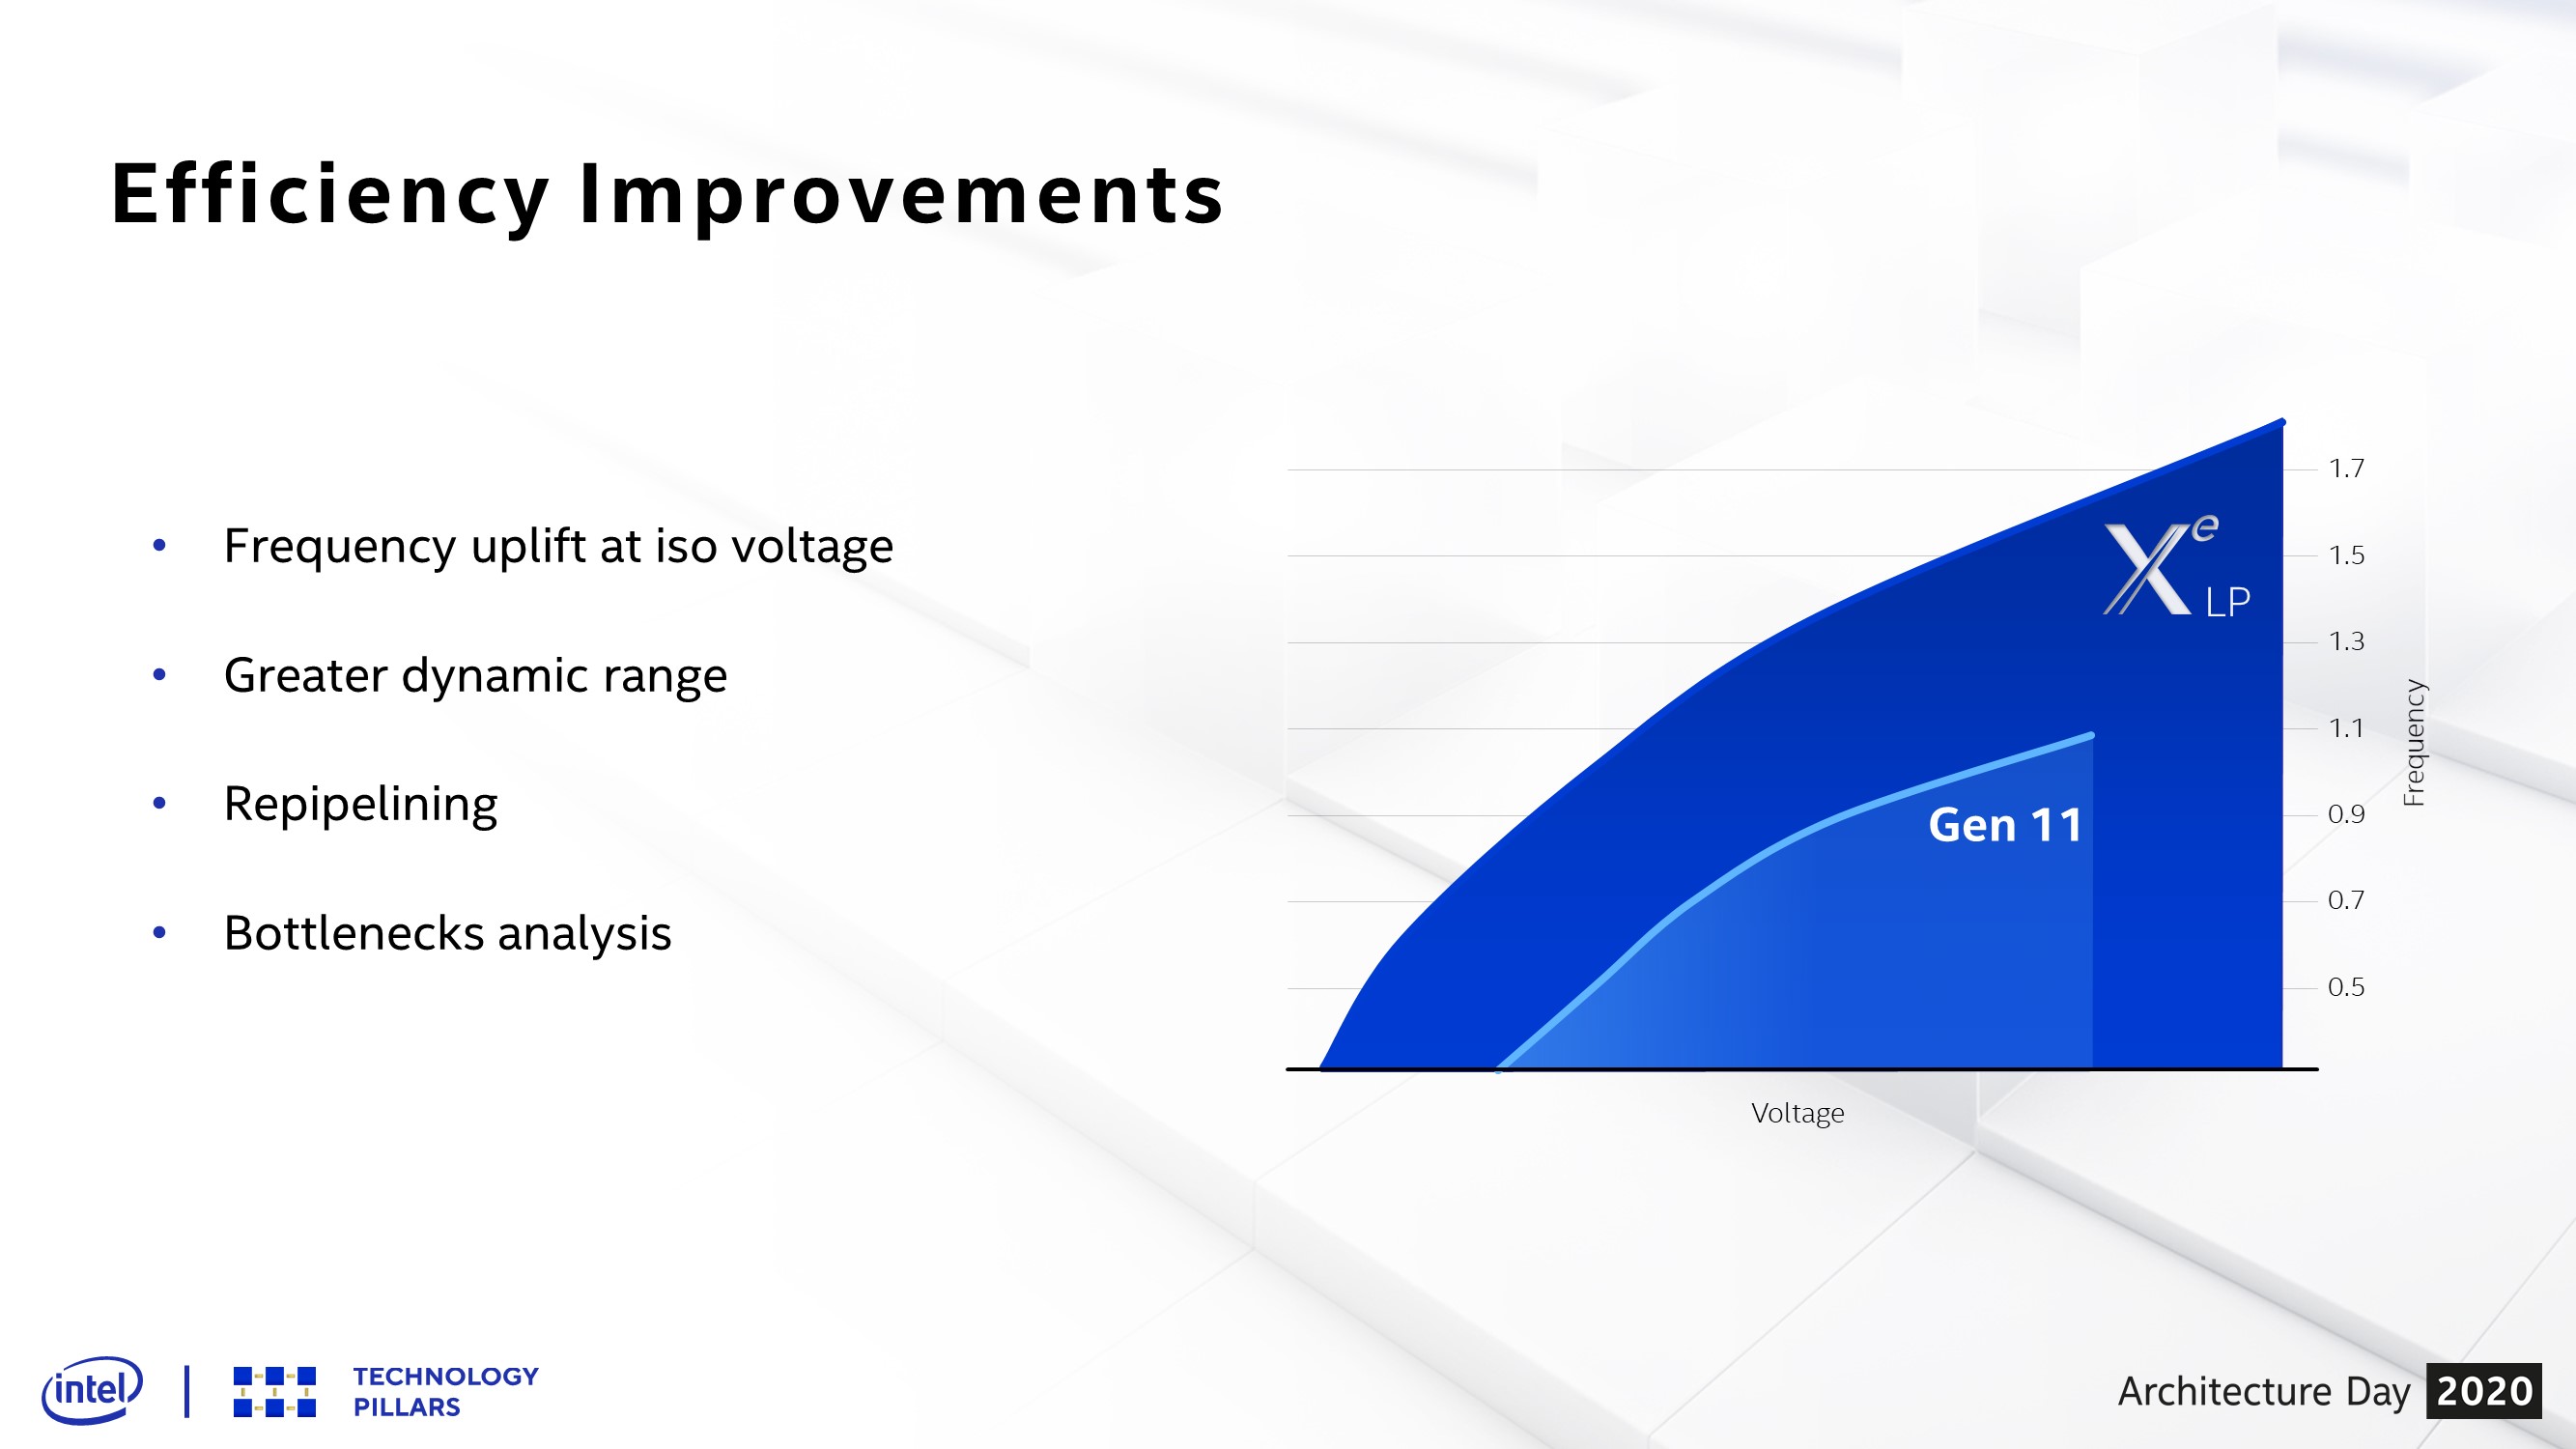 Efficiency Improvements
• Frequency uplift at iso voltage
• Greater dynamic range
• Repipelining
• Bottlenecks analysis
1.7
1.5
1.3
1.1
0.9
0.7
0.5
Frequency
Xe LP
Gen 11
Voltage
intel
TECHNOLOGY
PILLARS
Architecture Day 2020